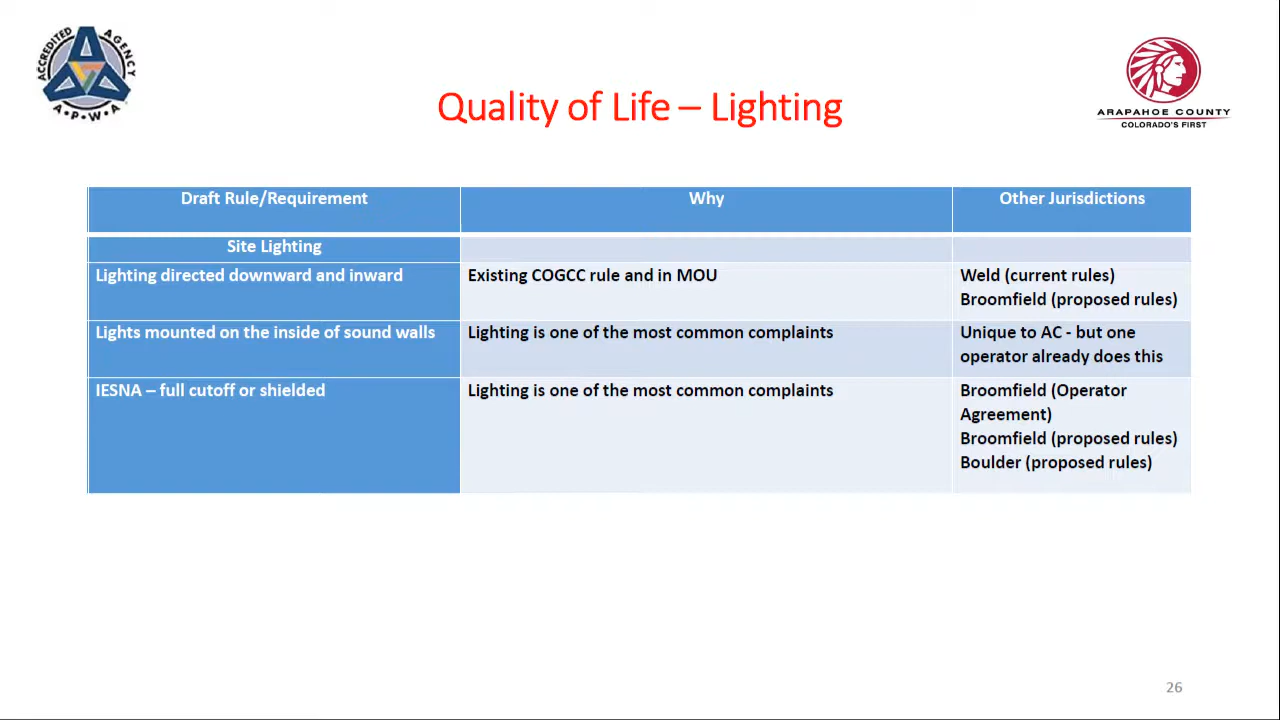 ACCREDITED AGENCY
A.P.W.A
ARAPAHOE COUNTY
COLORADO'S FIRST
Quality of Life – Lighting
Draft Rule/Requirement Why Other Jurisdictions
Site Lighting
Lighting directed downward and inward Existing COGCC rule and in MOU Weld (current rules)
Broomfield (proposed rules)
Lights mounted on the inside of sound walls Lighting is one of the most common complaints Unique to AC - but one
operator already does this
IESNA – full cutoff or shielded Lighting is one of the most common complaints Broomfield (Operator
Agreement)
Broomfield (proposed rules)
Boulder (proposed rules)
26